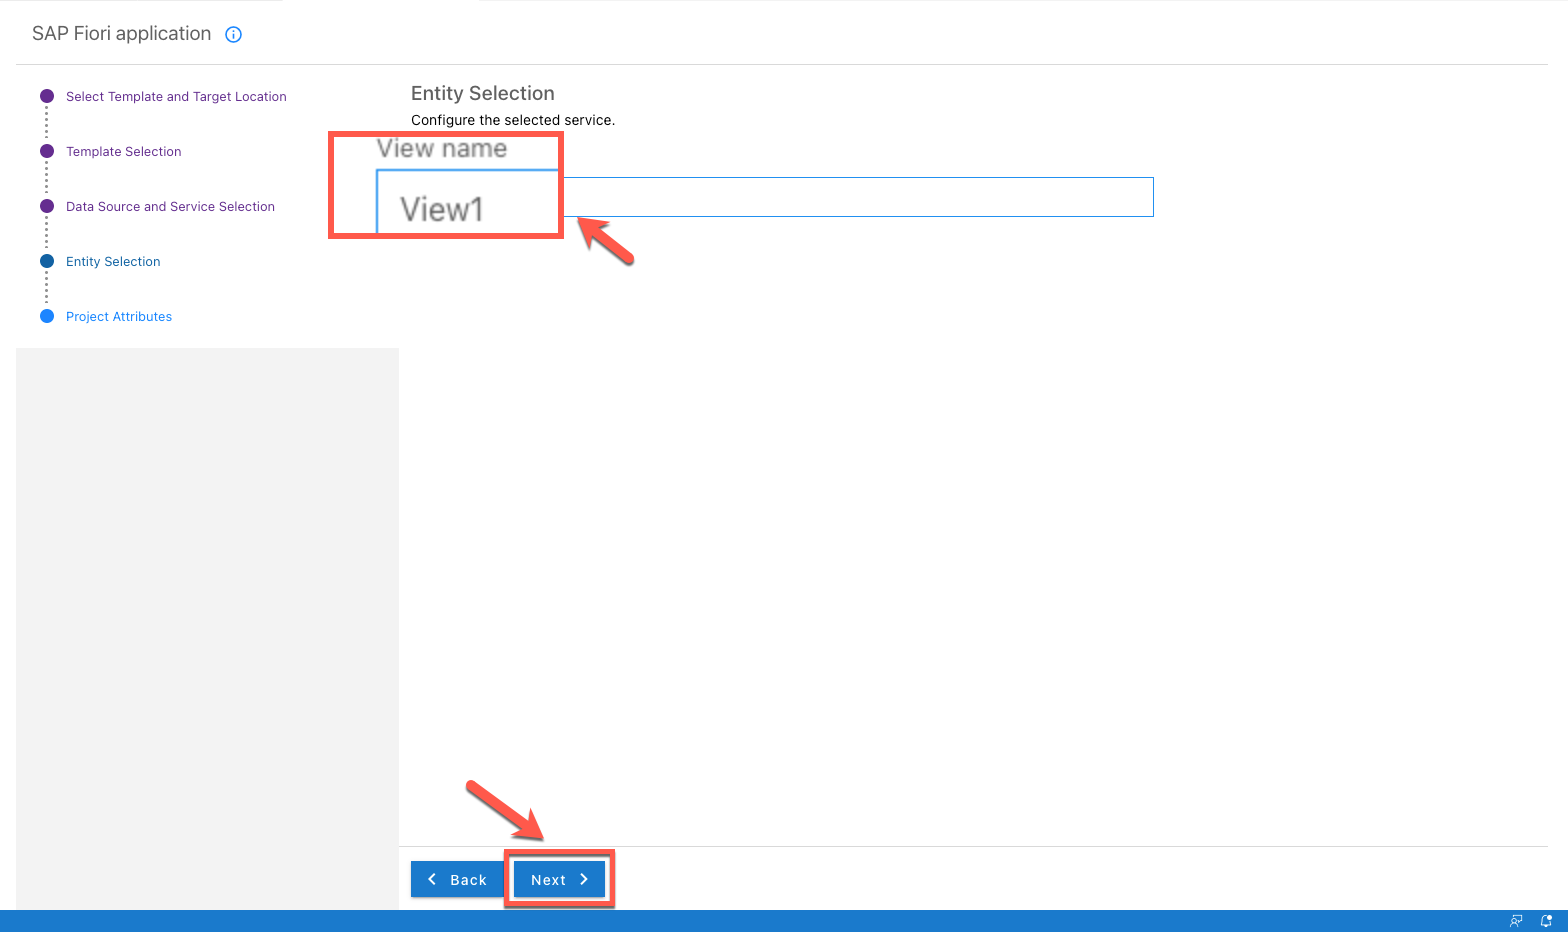 SAP Fiori application
Select Template and Target Location
Template Selection
Data Source and Service Selection
Entity Selection
Project Attributes
Entity Selection
Configure the selected service.
View name
View1
Back
Next